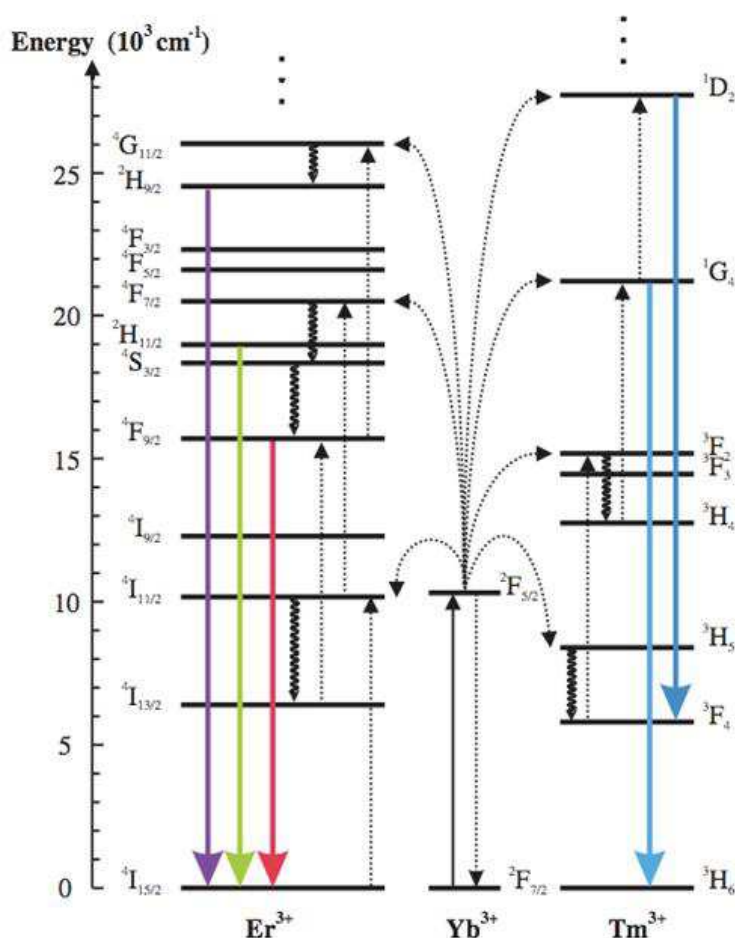 Energy (10³ cm⁻¹)
25
20
15
10
5
0
⁴G₁₁/₂
²H₉/₂
⁴F₃/₂
⁴F₅/₂
⁴F₇/₂
²H₁₁/₂
⁴S₃/₂
⁴F₉/₂
⁴I₉/₂
⁴I₁₁/₂
⁴I₁₃/₂
⁴I₁₅/₂
Er³⁺
²F₅/₂
²F₇/₂
Yb³⁺
¹D₂
¹G₄
³F₂
³F₃
³H₄
³H₅
³F₄
³H₆
Tm³⁺